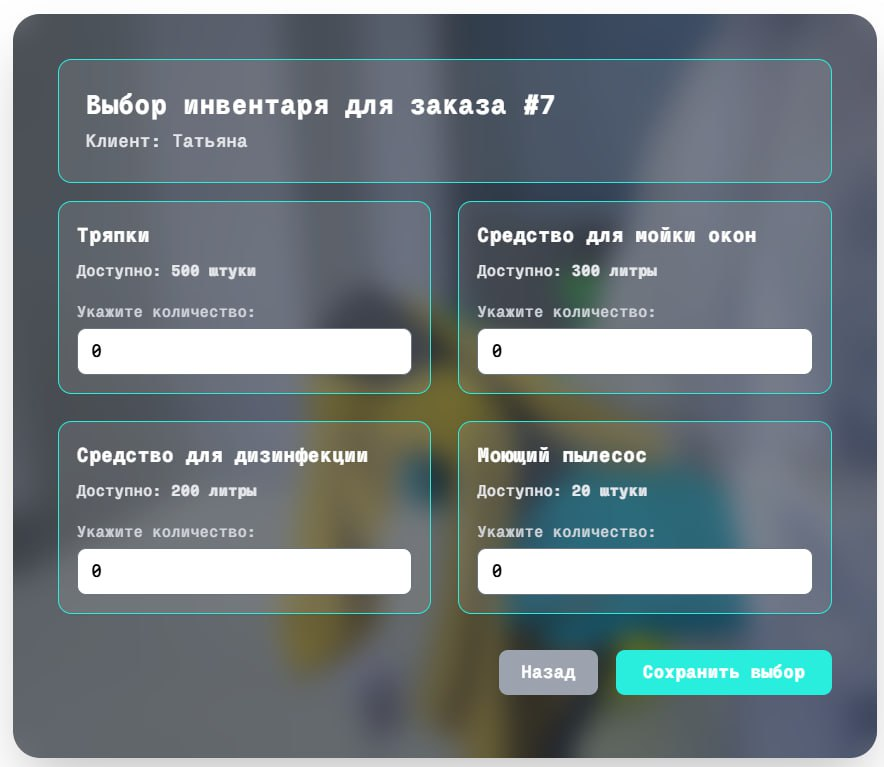 Выбор инвентаря для заказа #7
Клиент: Татьяна
Тряпки
Доступно: 500 штуки
Укажите количество:
0
Средство для мойки окон
Доступно: 300 литры
Укажите количество:
0
Средство для дизинфекции
Доступно: 200 литры
Укажите количество:
0
Моющий пылесос
Доступно: 20 штуки
Укажите количество:
0
Назад
Сохранить выбор